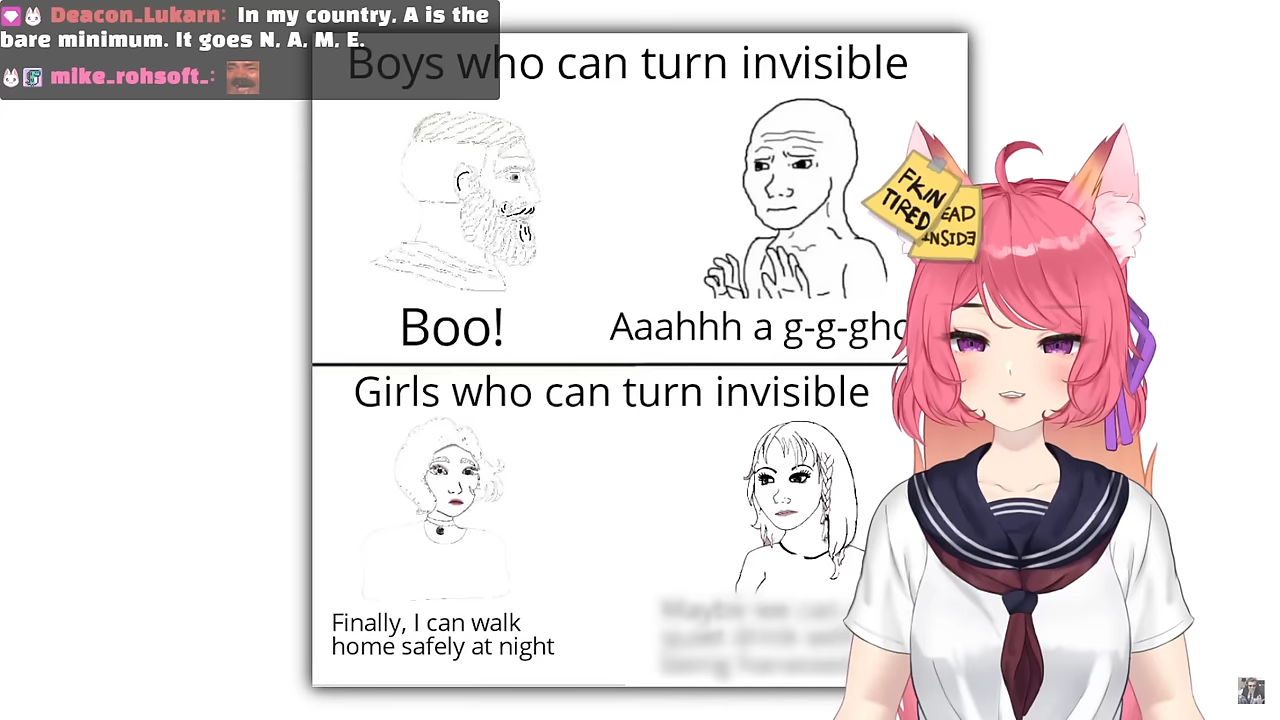 Deacon_Lukarn: In my country, A is the
bare minimum. It goes N, A, M, E.
mike_rohsoft_:
Boys who can turn invisible
FKIN
TIRED
EAD
INSIDE
Boo!
Aaahhh a g-g-gho
Girls who can turn invisible
Finally, I can walk
home safely at night